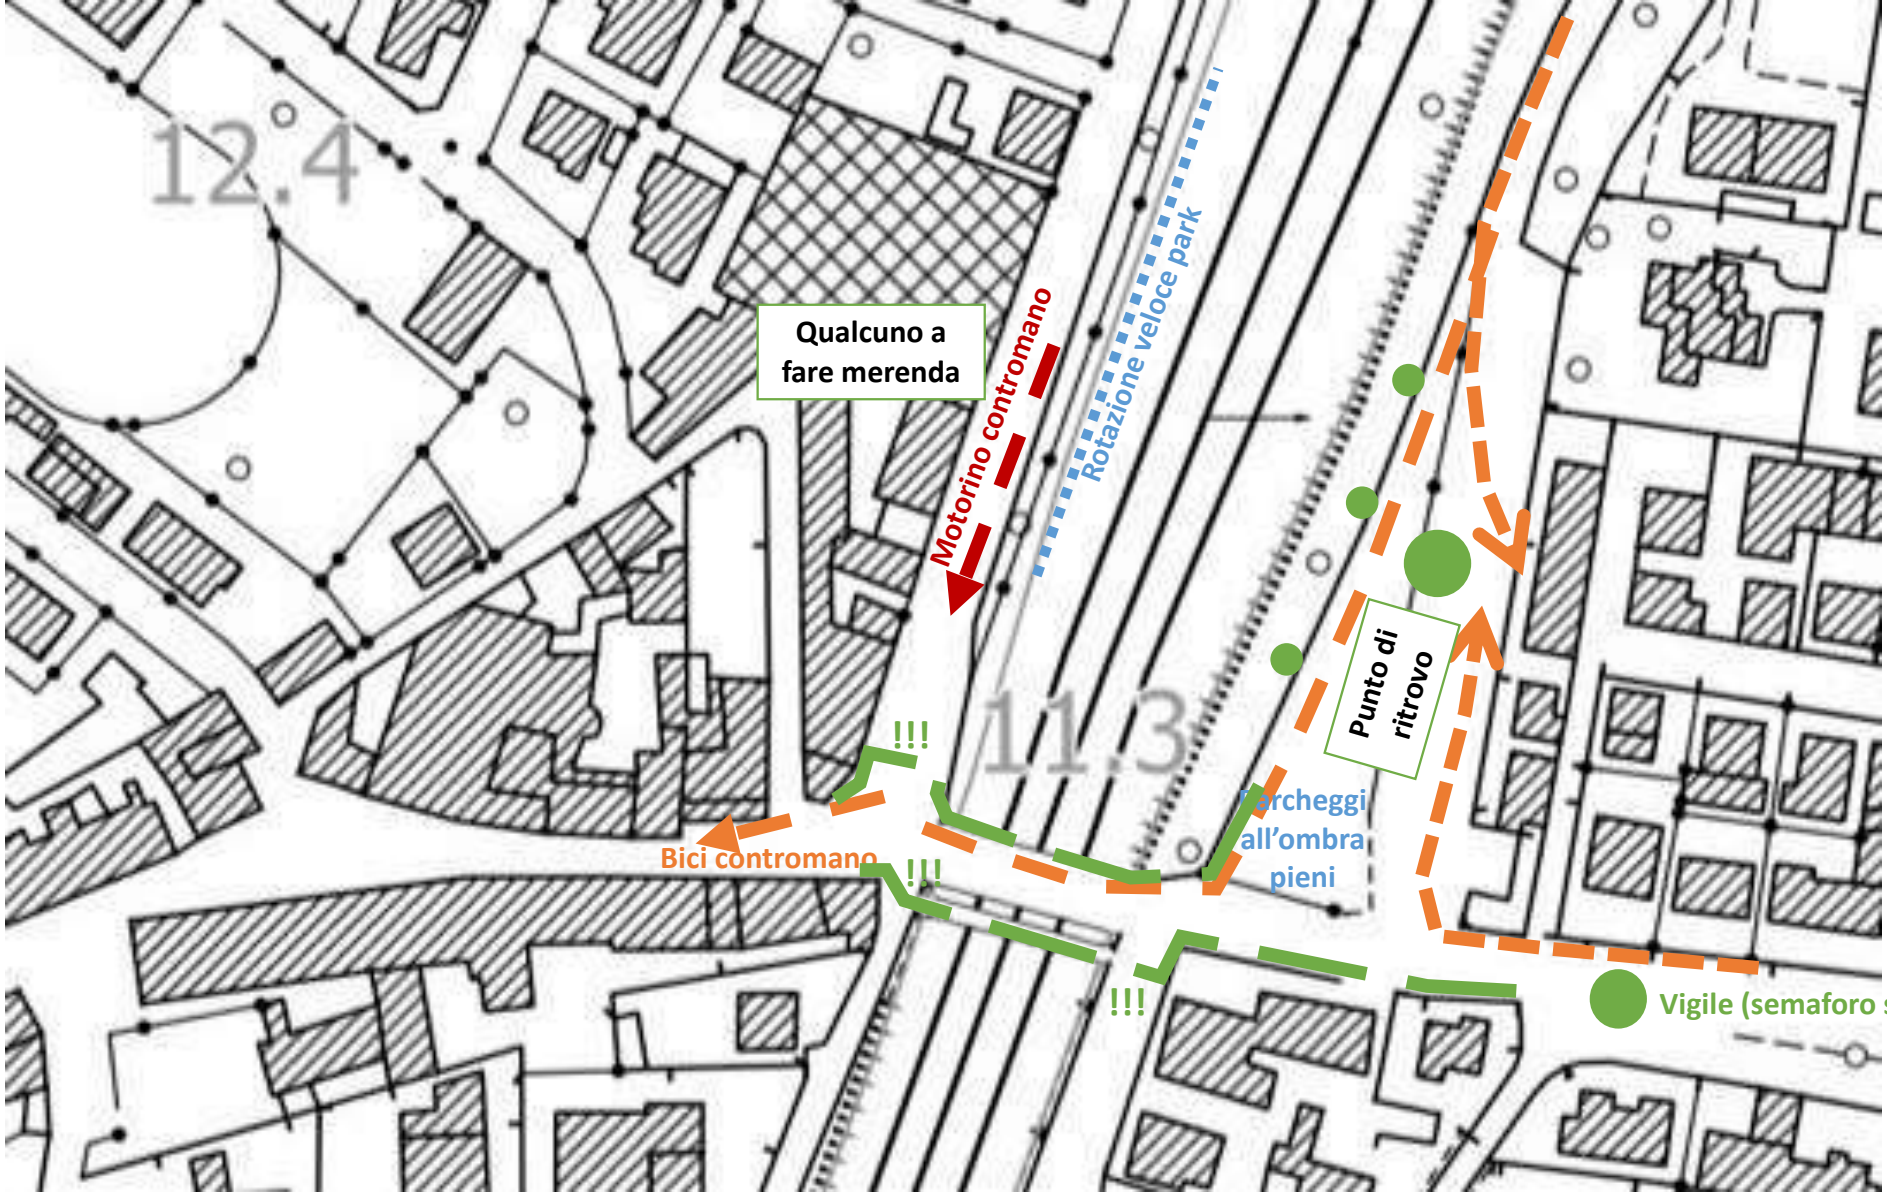 12.4
Qualcuno a
fare merenda
Motorino contromano
Rotazione veloce park
Punto di
ritrovo
11.3
!!!
Parcheggi
all'ombra
pieni
Bici contromano
!!!
!!!
Vigile (semaforo s